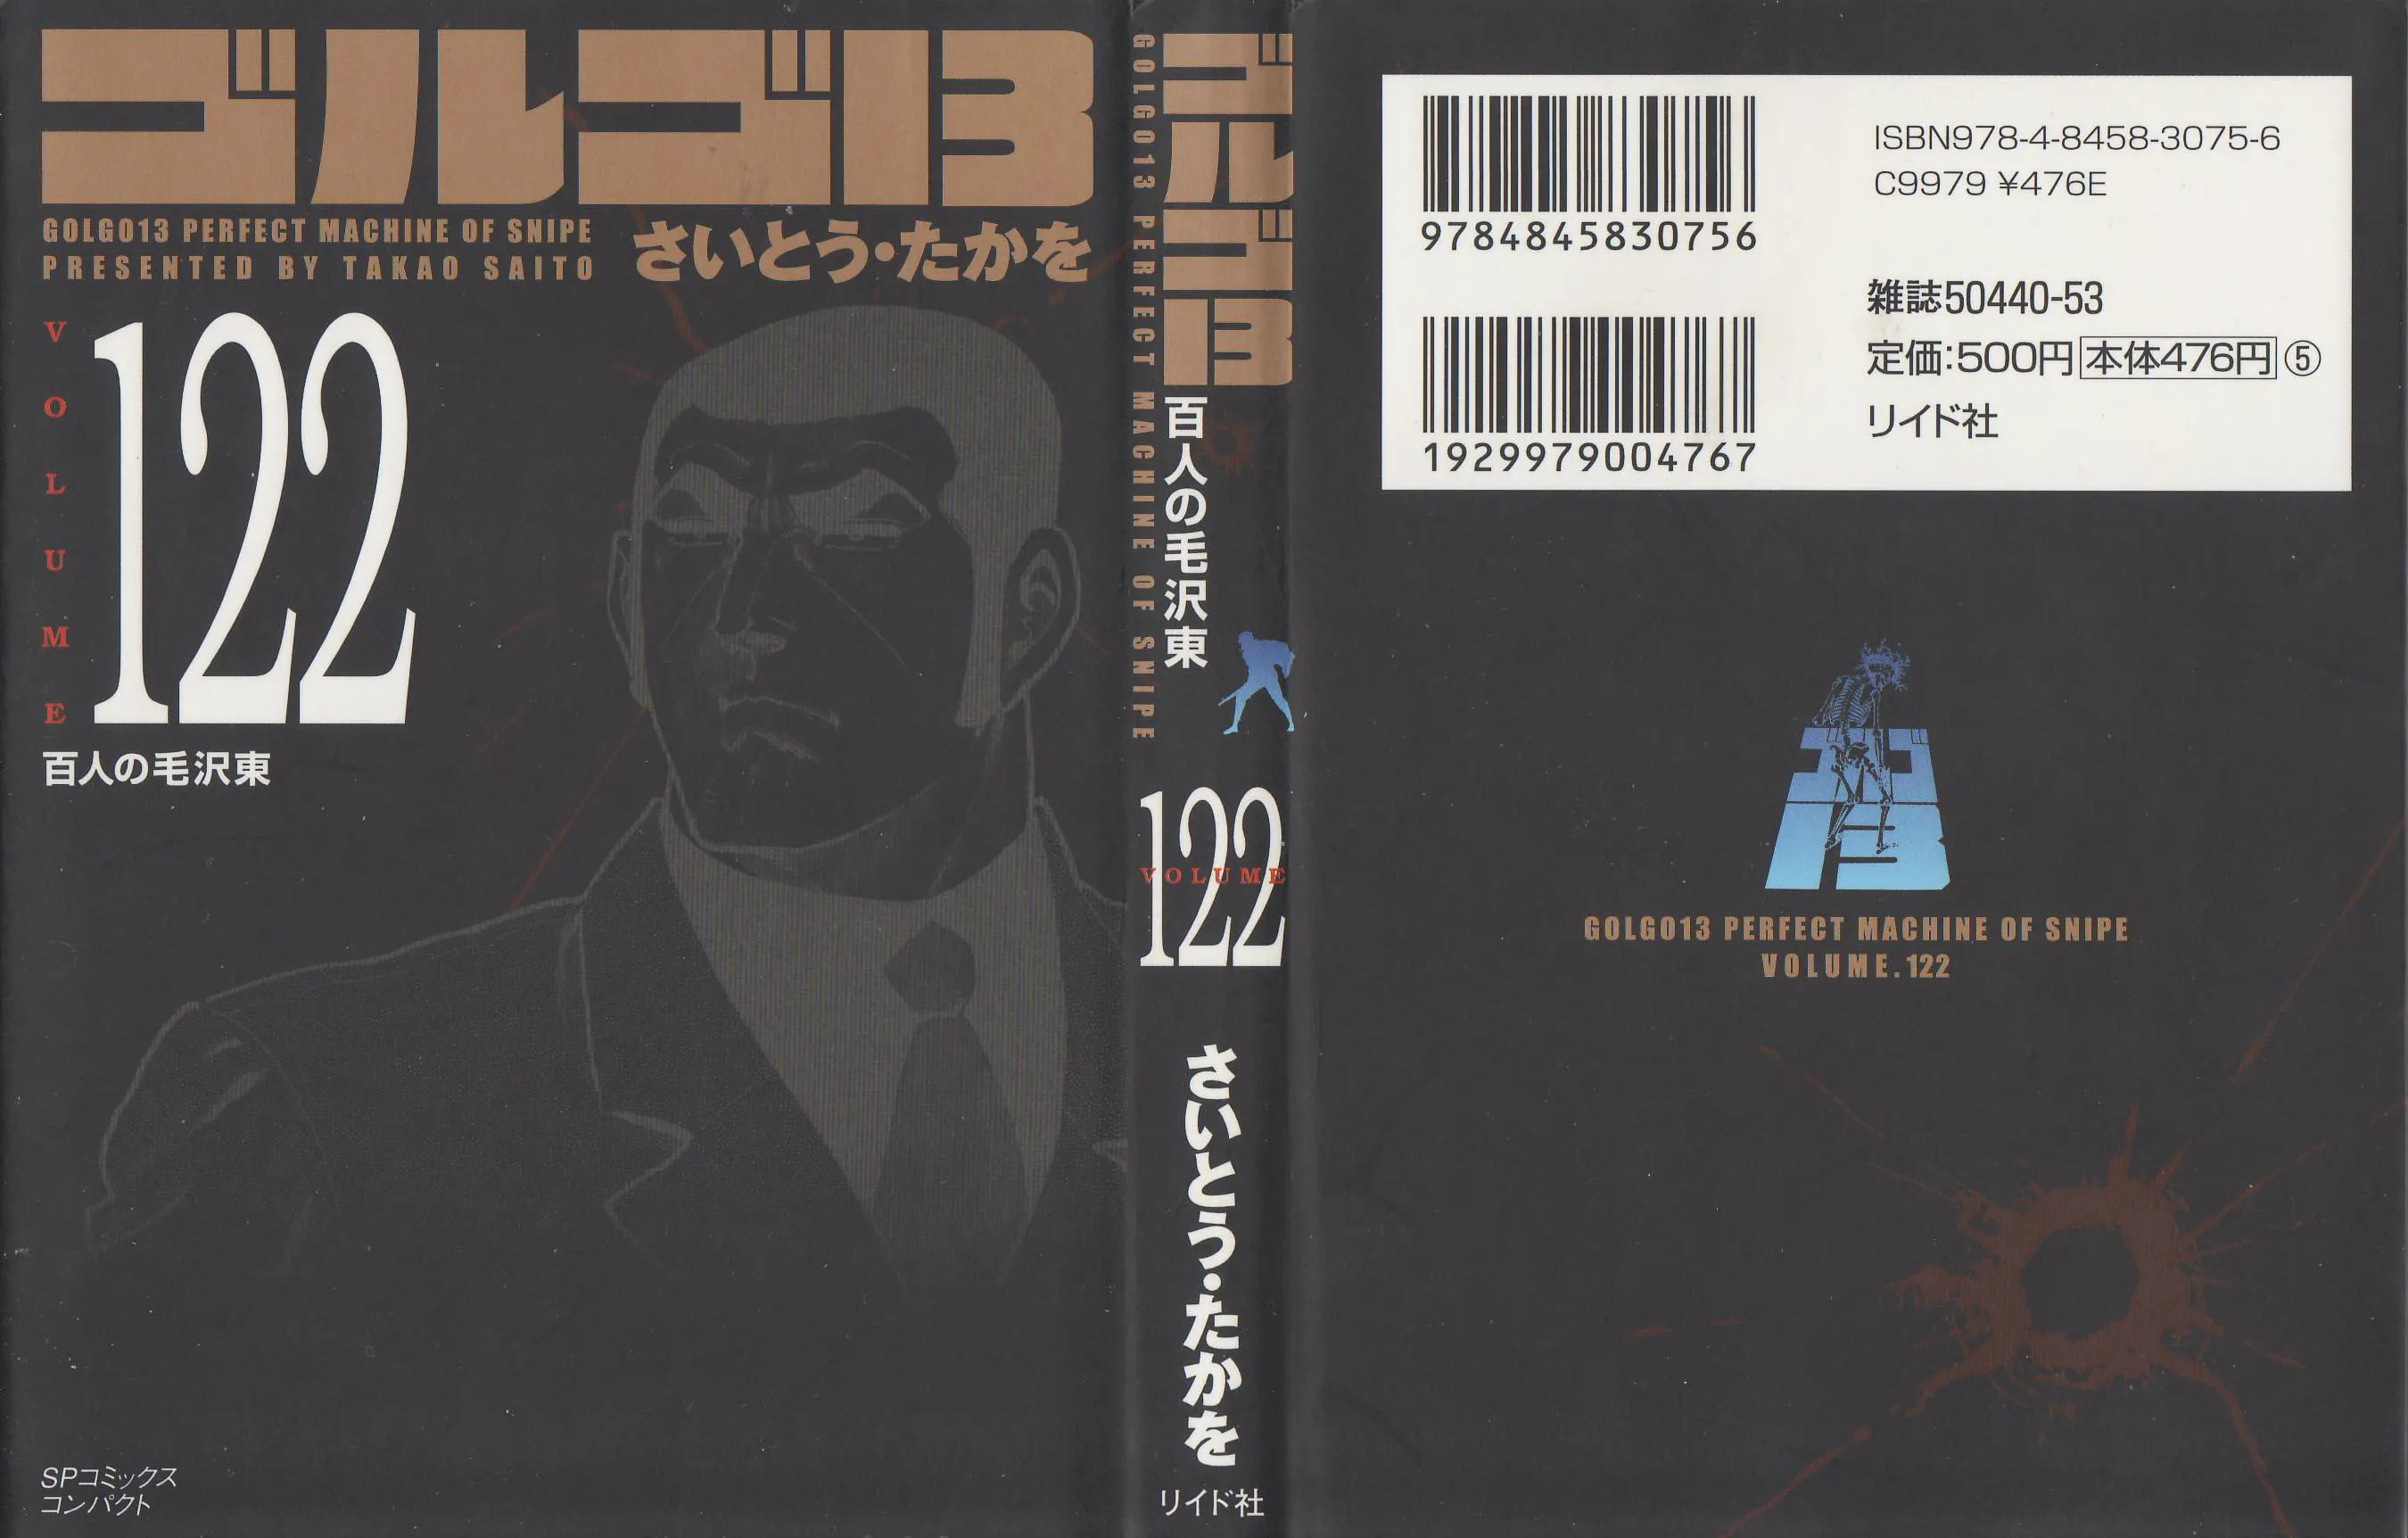 ゴルゴ13
GOLGO13 PERFECT MACHINE OF SNIPE
PRESENTED BY TAKAO SAITO
さいとう・たかを
VOLUME
122
百人の毛沢東
SPコミックス
コンパクト
GOLGO13 PERFECT MACHINE OF SNIPE
ゴルゴ13
百人の毛沢東
122
VOLUME
さいとう・たかを
リイド社
9784845830756
ISBN978-4-8458-3075-6
C9979 ¥476E
1929979004767
雑誌50440-53
定価:500円 本体476円 ⑤
リイド社
ゴルゴ
13
GOLGO13 PERFECT MACHINE OF SNIPE
VOLUME.122